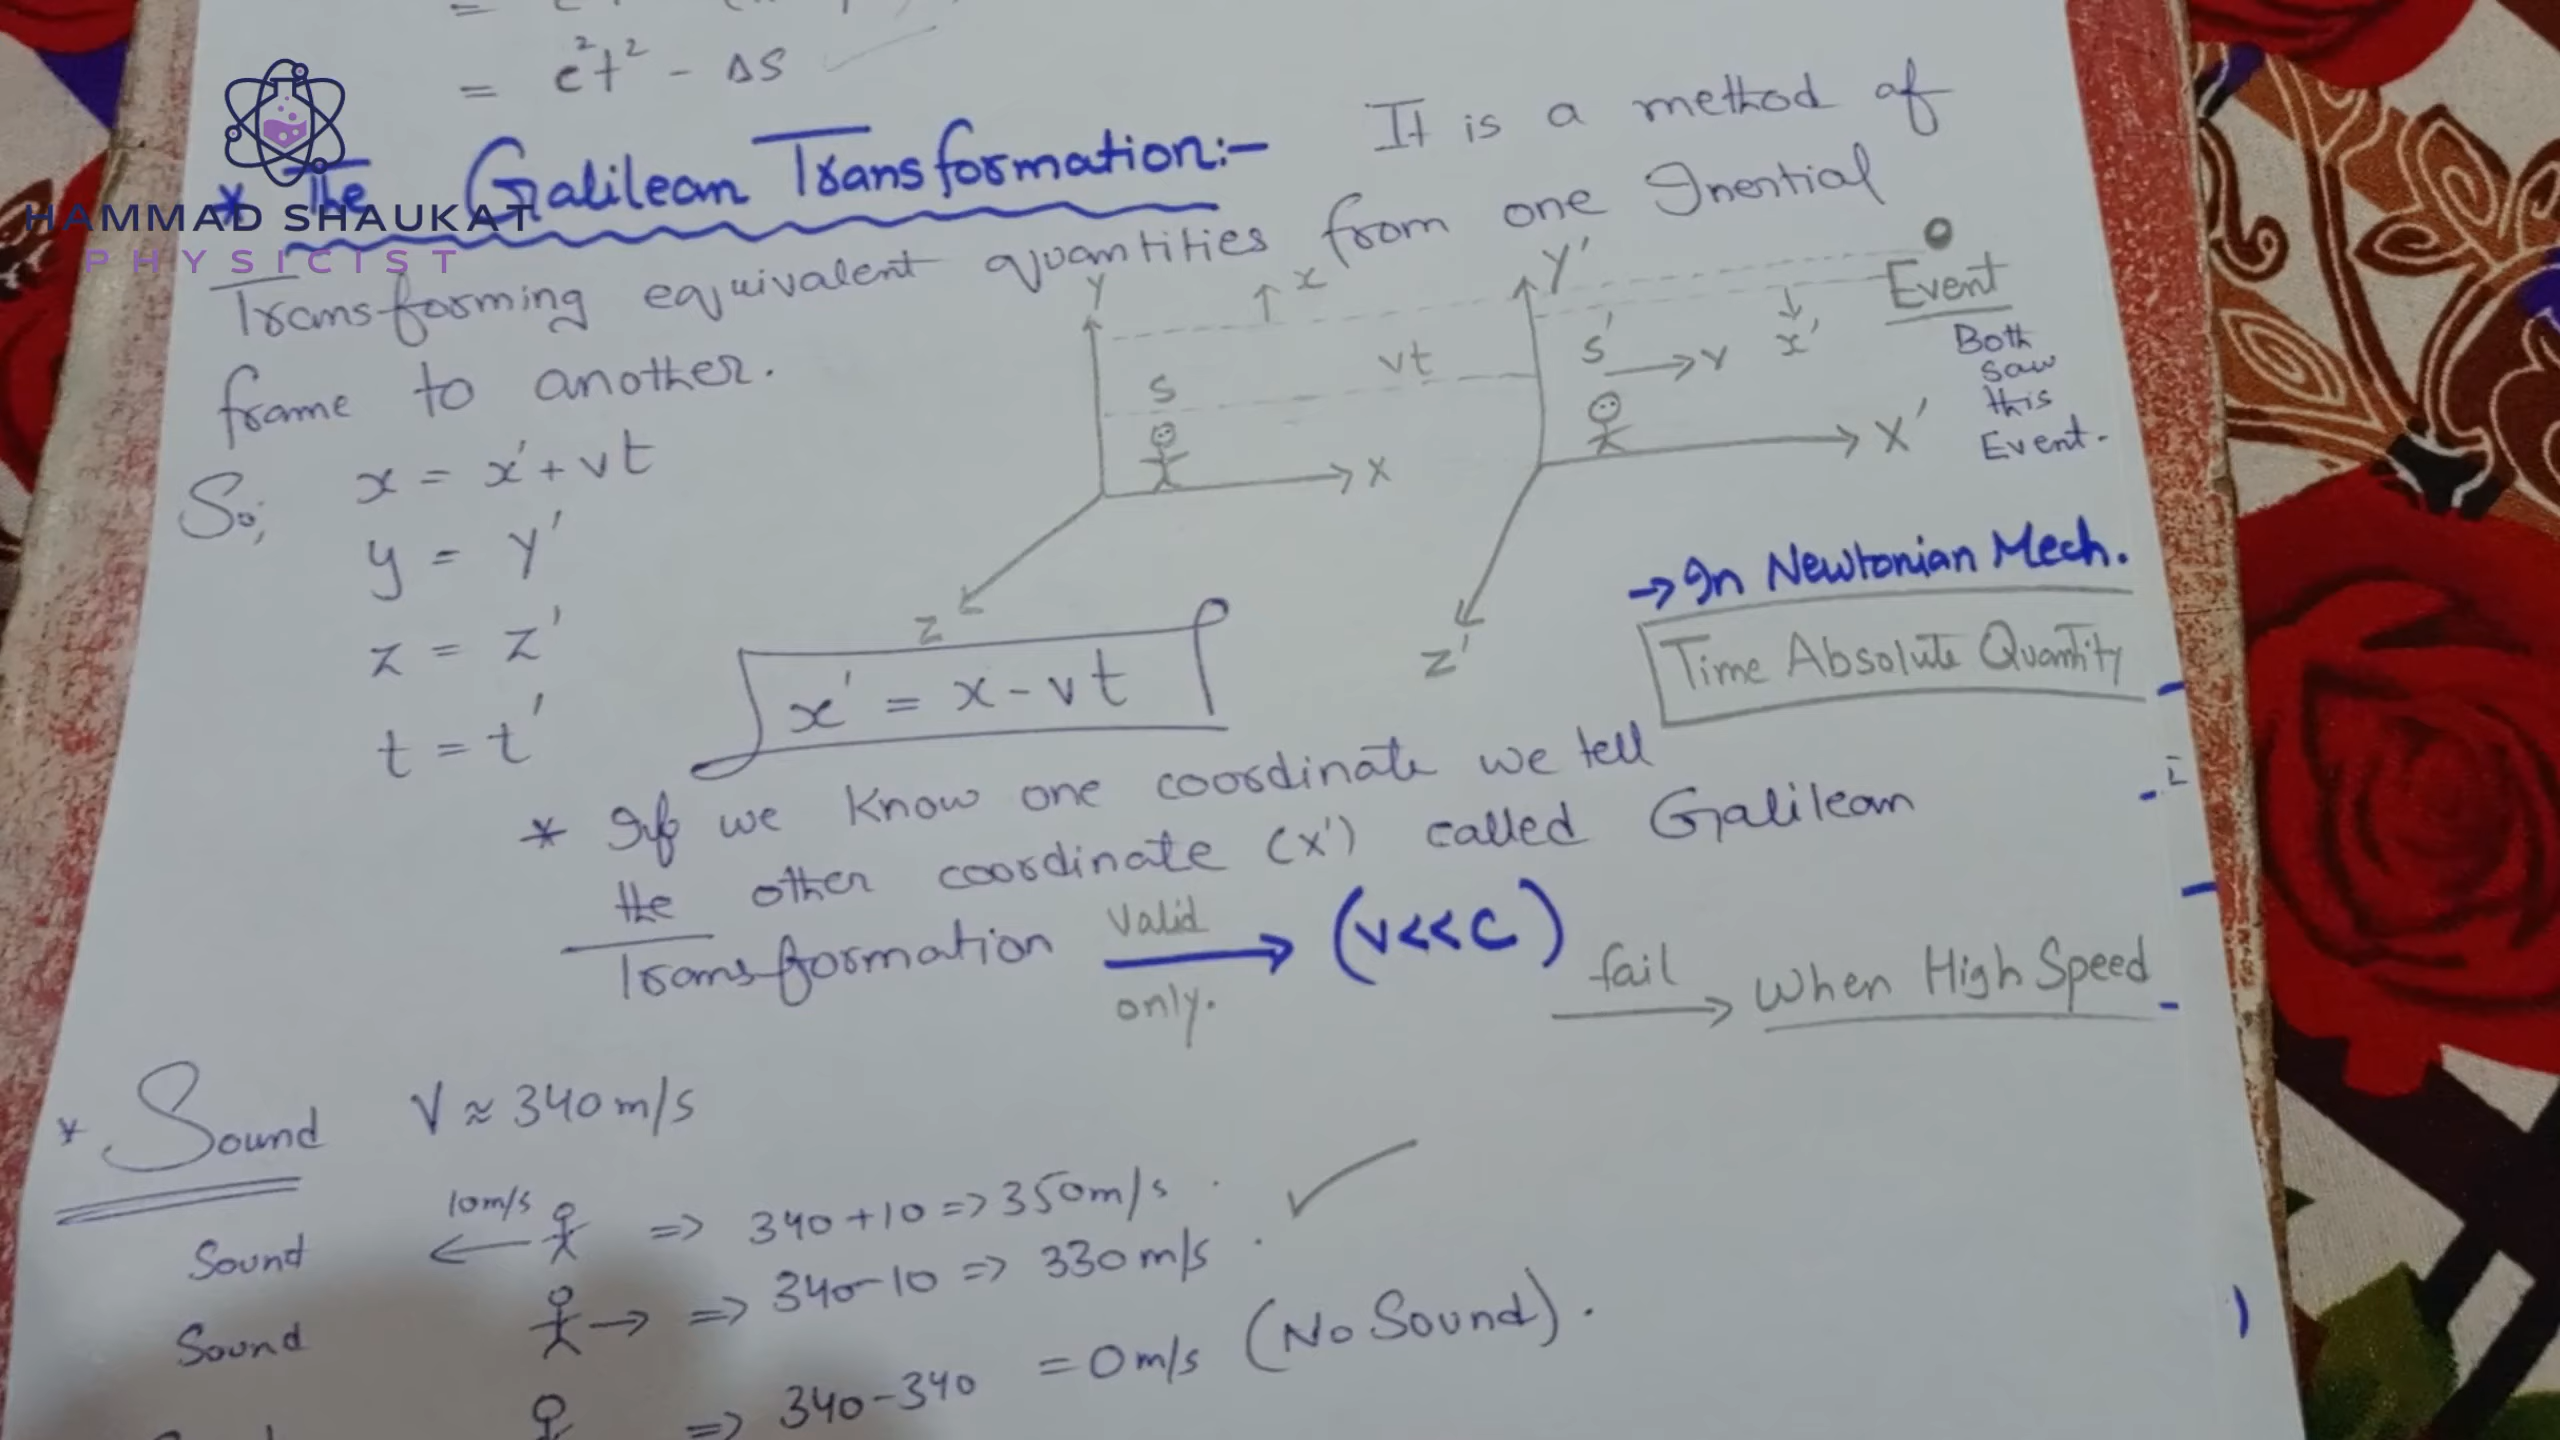 = c²t² - ΔS
* The Galilean Transformation:- It is a method of
HAMMAD SHAUKAT
PHYSICIST
Transforming equivalent quantities from one Inertial
frame to another.
Y x Y' Event
S vt S' v x'
Both
saw
this
Event.
X X'
Z Z'
So, x = x' + vt
y = y'
z = z'
t = t'
x' = x - vt
→ In Newtonian Mech.
Time Absolute Quantity
* If we know one coordinate we tell
the other coordinate (x') called Galilean
Transformation valid only. → (v<<c) fail → When High Speed
* Sound V ≈ 340 m/s
Sound 10m/s ← => 340+10 => 350m/s.
Sound → => 340-10 => 330 m/s.
=> 340-340 = 0 m/s (No Sound).